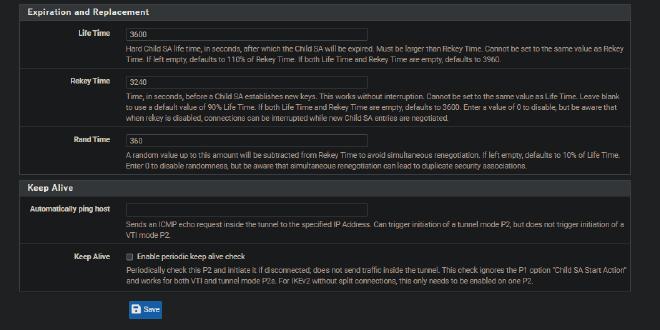 Expiration and Replacement
Life Time
3600
Hard Child SA life time, in seconds, after which the Child SA will be expired. Must be larger than Rekey Time. Cannot be set to the same value as Rekey
Time. If left empty, defaults to 110% of Rekey Time. If both Life Time and Rekey Time are empty, defaults to 3960.
Rekey Time
3240
Time, in seconds, before a Child SA establishes new keys. This works without interruption. Cannot be set to the same value as Life Time. Leave blank
to use a default value of 90% Life Time. If both Life Time and Rekey Time are empty, defaults to 3600. Enter a value of 0 to disable, but be aware that
when rekey is disabled, connections can be interrupted while new Child SA entries are negotiated.
Rand Time
360
A random value up to this amount will be subtracted from Rekey Time to avoid simultaneous renegotiation. If left empty, defaults to 10% of Life Time.
Enter 0 to disable randomness, but be aware that simultaneous renegotiation can lead to duplicate security associations.
Keep Alive
Automatically ping host
Sends an ICMP echo request inside the tunnel to the specified IP Address. Can trigger initiation of a tunnel mode P2, but does not trigger initiation of a
VTI mode P2.
Keep Alive
Enable periodic keep alive check
Periodically check this P2 and initiate it if disconnected; does not send traffic inside the tunnel. This check ignores the P1 option "Child SA Start Action"
and works for both VTI and tunnel mode P2s. For IKEv2 without split connections, this only needs to be enabled on one P2.
Save